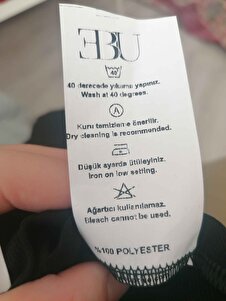 EBU
40
40 derecede yıkama yapınız.
Wash at 40 degrees.
A
Kuru temizleme önerilir.
Dry cleaning is recommended.
Düşük ayarda ütüleyiniz.
Iron on low setting.
Ağartıcı kullanılamaz.
Bleach cannot be used.
%100 POLYESTER